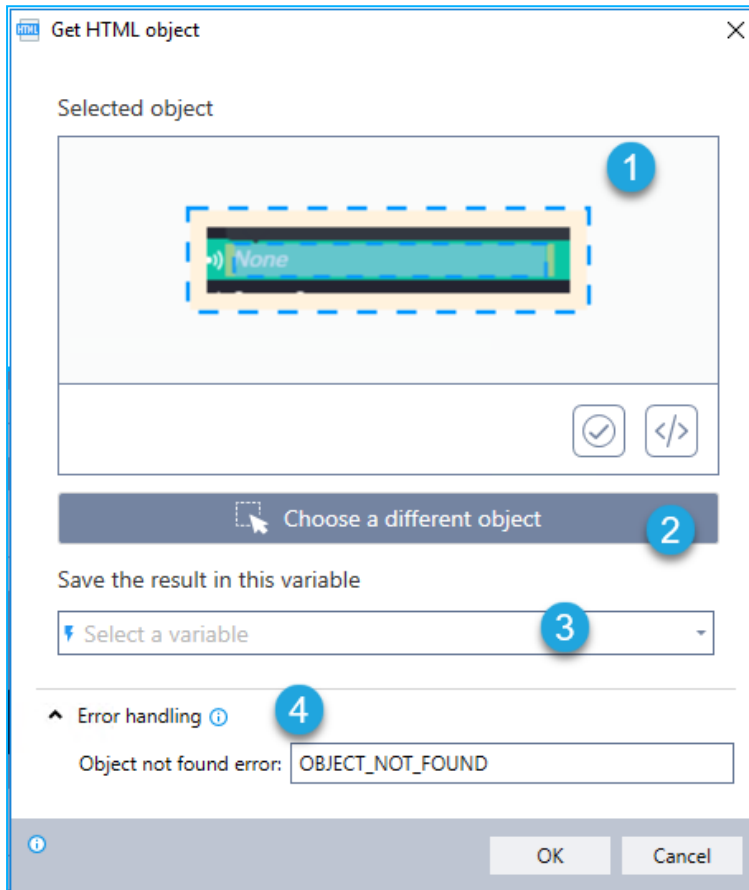 HTML Get HTML object
Selected object
1
None
</>
Choose a different object
2
Save the result in this variable
Select a variable
3
Error handling
4
Object not found error: OBJECT_NOT_FOUND
OK Cancel